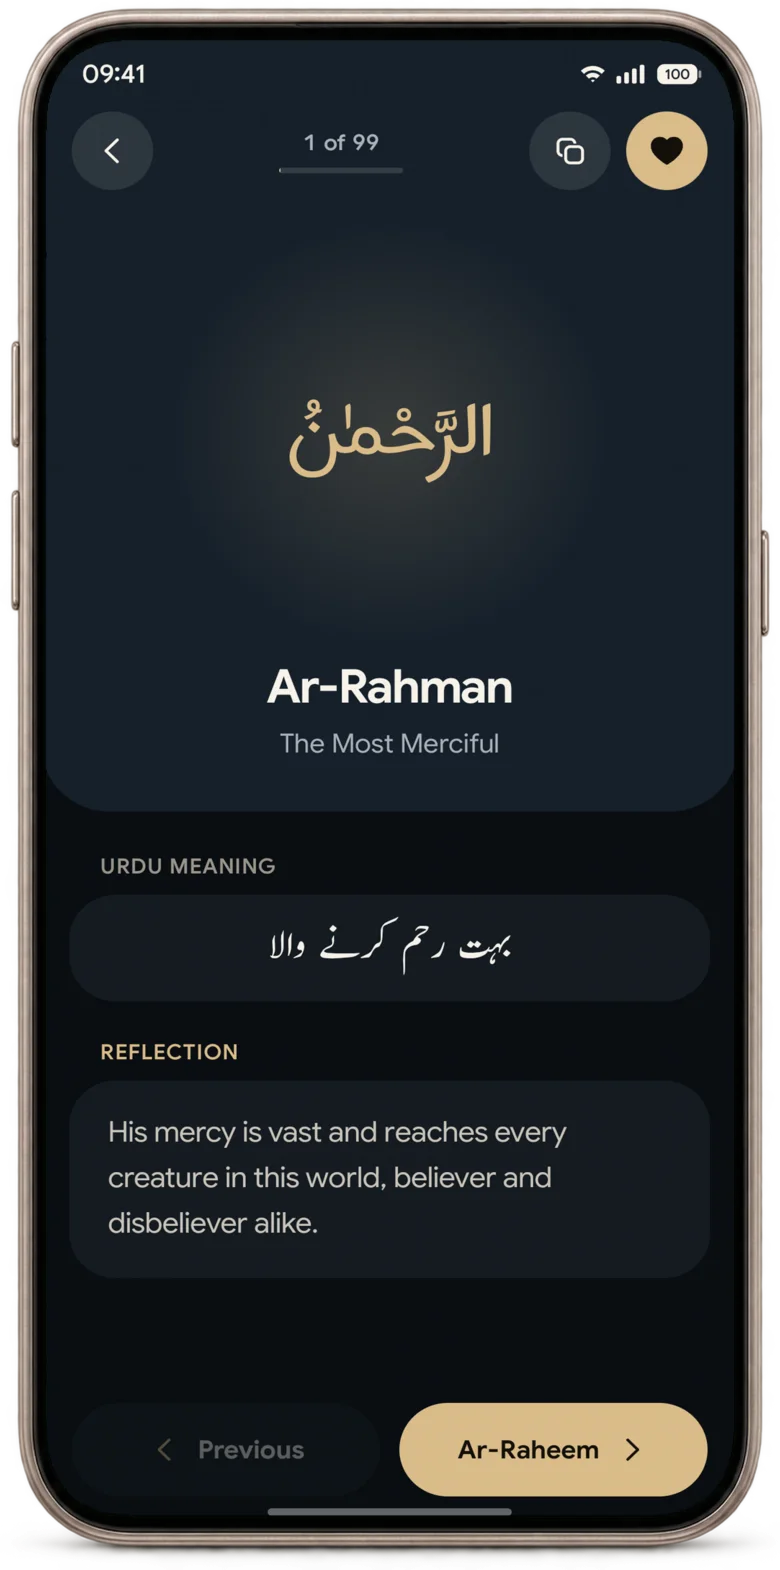 09:41
100
1 of 99
الرَّحْمٰنُ
Ar-Rahman
The Most Merciful
URDU MEANING
بہت رحم کرنے والا
REFLECTION
His mercy is vast and reaches every
creature in this world, believer and
disbeliever alike.
Previous
Ar-Raheem